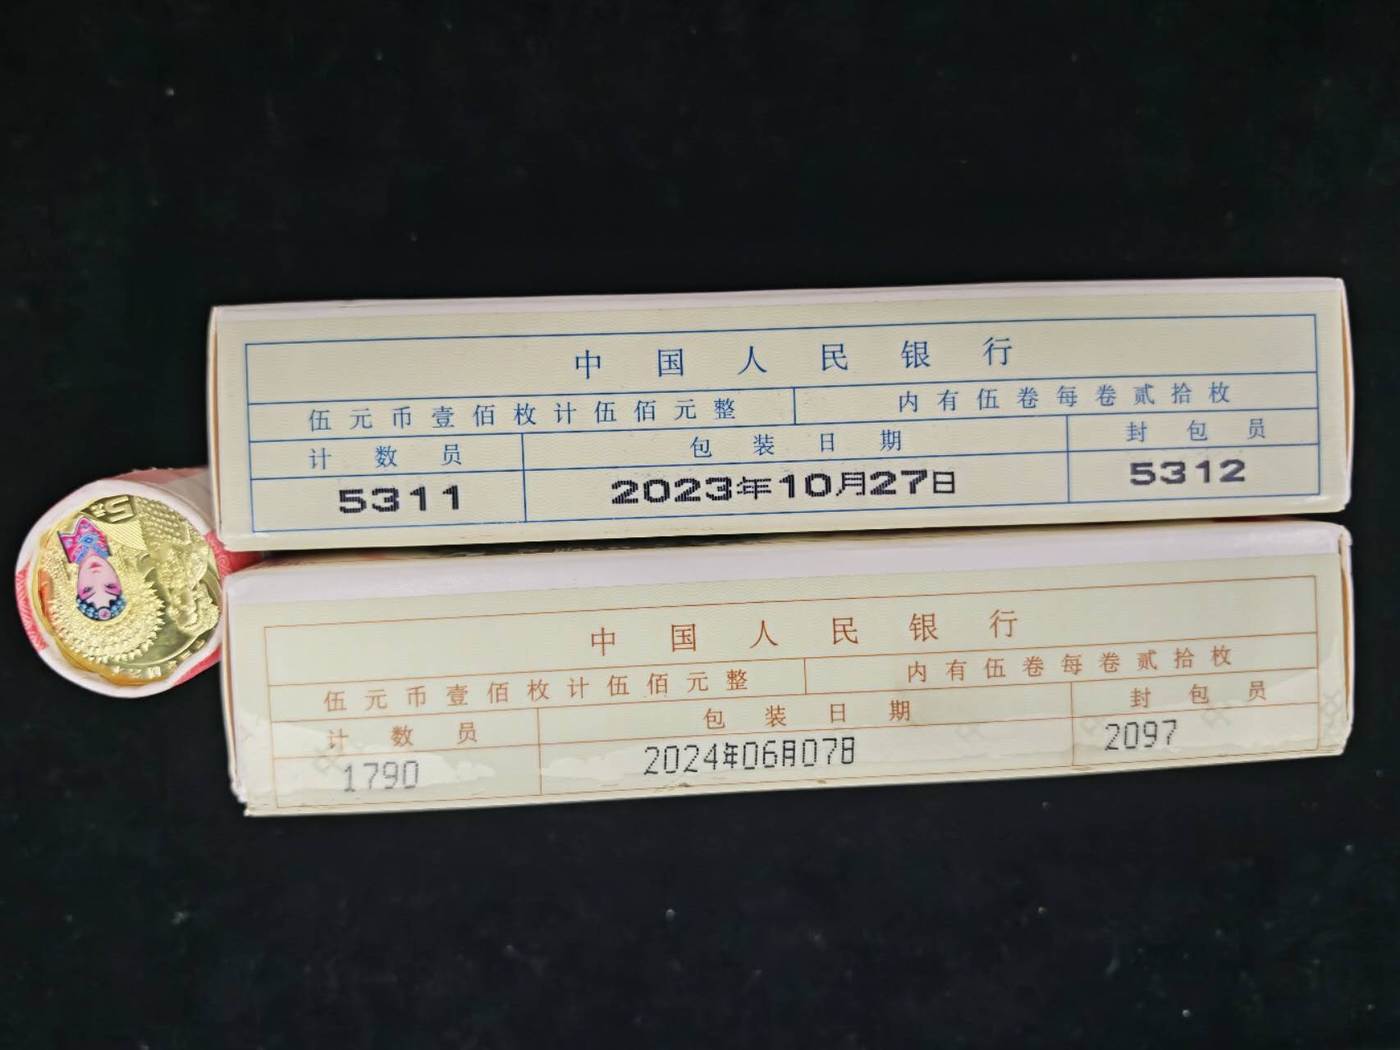 中国人民银行
伍元币壹佰枚计伍佰元整 内有伍卷每卷贰拾枚
计数员 包装日期 封包员
5311 2023年10月27日 5312
中国人民银行
伍元币壹佰枚计伍佰元整 内有伍卷每卷贰拾枚
计数员 包装日期 封包员
1790 2024年06月07日 2097
5元